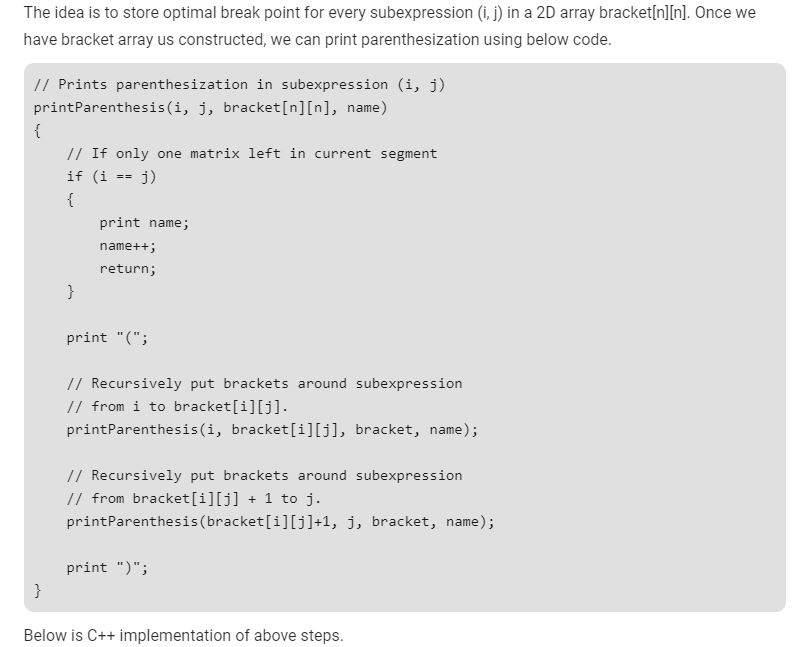 The idea is to store optimal break point for every subexpression (i, j) in a 2D array bracket[n][n]. Once we
have bracket array us constructed, we can print parenthesization using below code.
// Prints parenthesization in subexpression (i, j)
printParenthesis(i, j, bracket[n][n], name)
{
    // If only one matrix left in current segment
    if (i == j)
    {
        print name;
        name++;
        return;
    }
    print "(";
    // Recursively put brackets around subexpression
    // from i to bracket[i][j].
    printParenthesis(i, bracket[i][j], bracket, name);
    // Recursively put brackets around subexpression
    // from bracket[i][j] + 1 to j.
    printParenthesis(bracket[i][j]+1, j, bracket, name);
    print ")";
}
Below is C++ implementation of above steps.